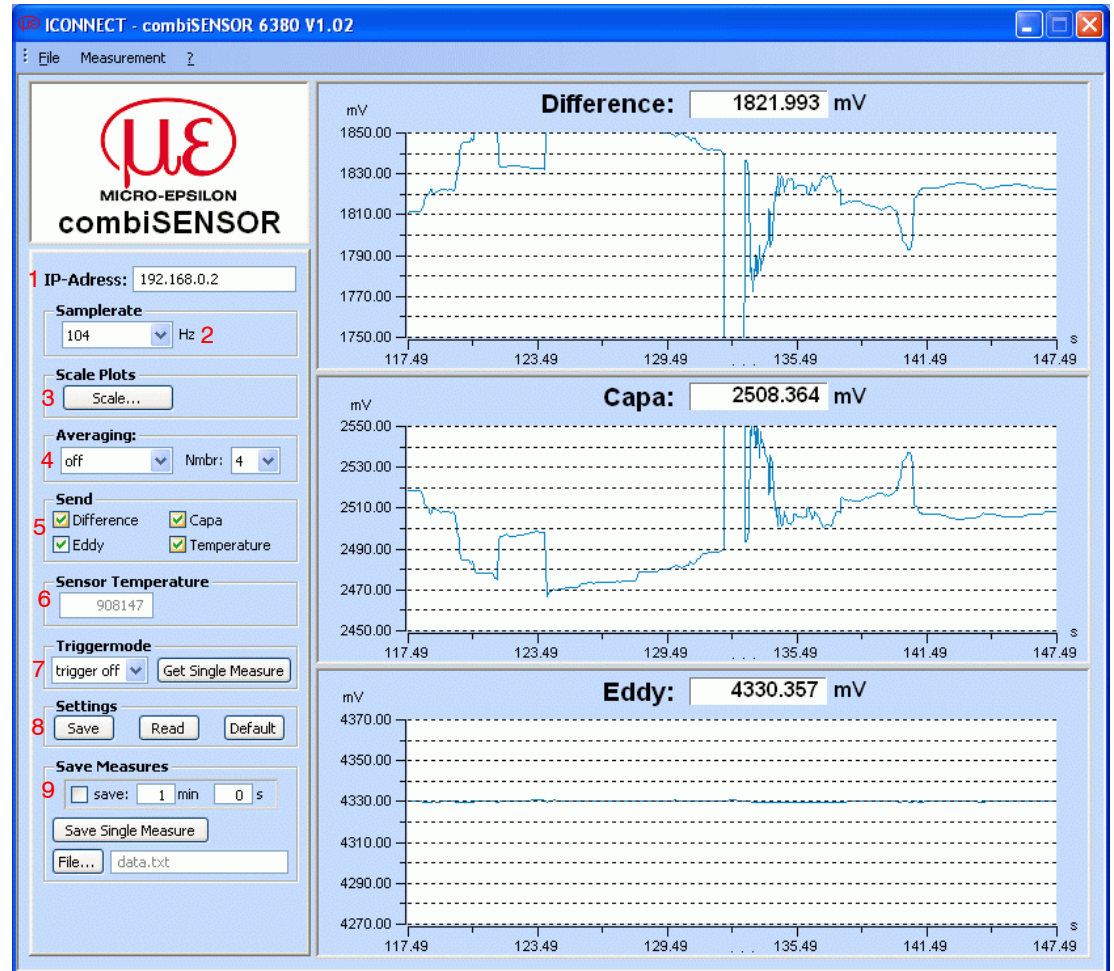 με ICONNECT - combiSENSOR 6380 V1.02
File Measurement ?
με
MICRO-EPSILON
combiSENSOR
1 IP-Adress: 192.168.0.2
Samplerate
104 Hz 2
Scale Plots
3 Scale...
Averaging:
4 off Nmbr: 4
Send
5 Difference Capa
Eddy Temperature
Sensor Temperature
6 908147
Triggermode
7 trigger off Get Single Measure
Settings
8 Save Read Default
Save Measures
9 save: 1 min 0 s
Save Single Measure
File... data.txt
mV Difference: 1821.993 mV
1850.00
1830.00
1810.00
1790.00
1770.00
1750.00
s
117.49 123.49 129.49 . . . 135.49 141.49 147.49
mV Capa: 2508.364 mV
2550.00
2530.00
2510.00
2490.00
2470.00
2450.00
s
117.49 123.49 129.49 . . . 135.49 141.49 147.49
mV Eddy: 4330.357 mV
4370.00
4350.00
4330.00
4310.00
4290.00
4270.00
s
117.49 123.49 129.49 . . . 135.49 141.49 147.49